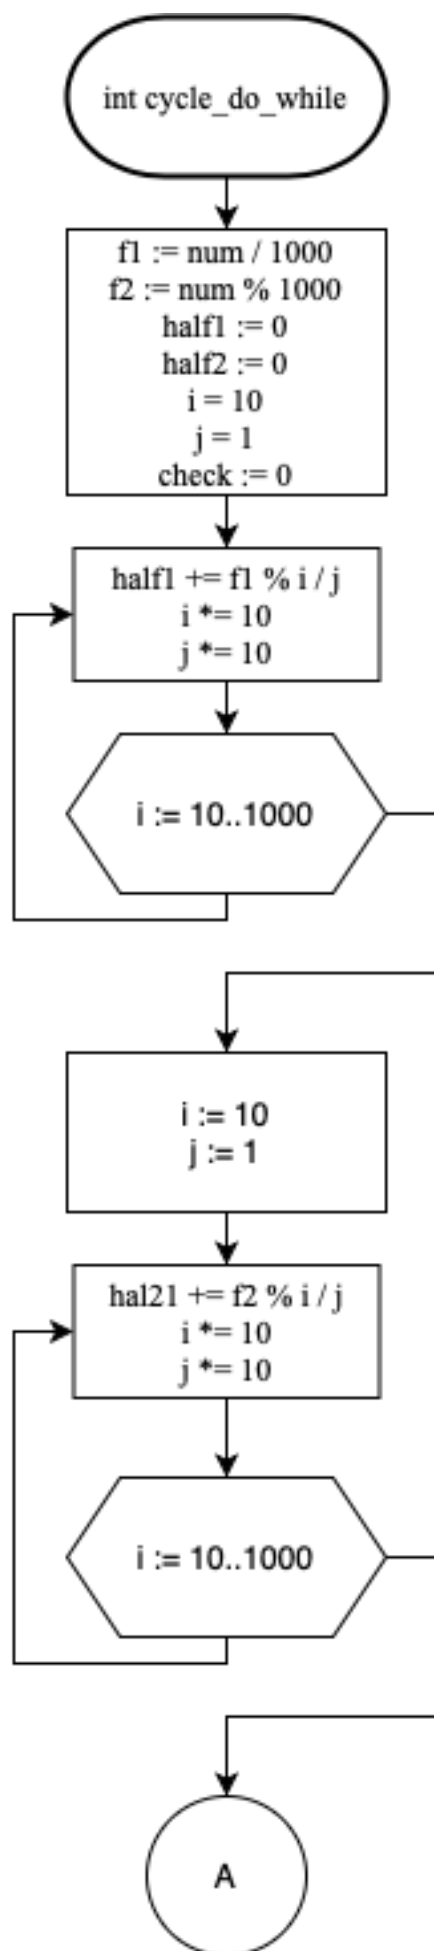 int cycle_do_while
f1 := num / 1000
f2 := num % 1000
half1 := 0
half2 := 0
i = 10
j = 1
check := 0
half1 += f1 % i / j
i *= 10
j *= 10
i := 10..1000
i := 10
j := 1
hal21 += f2 % i / j
i *= 10
j *= 10
i := 10..1000
A